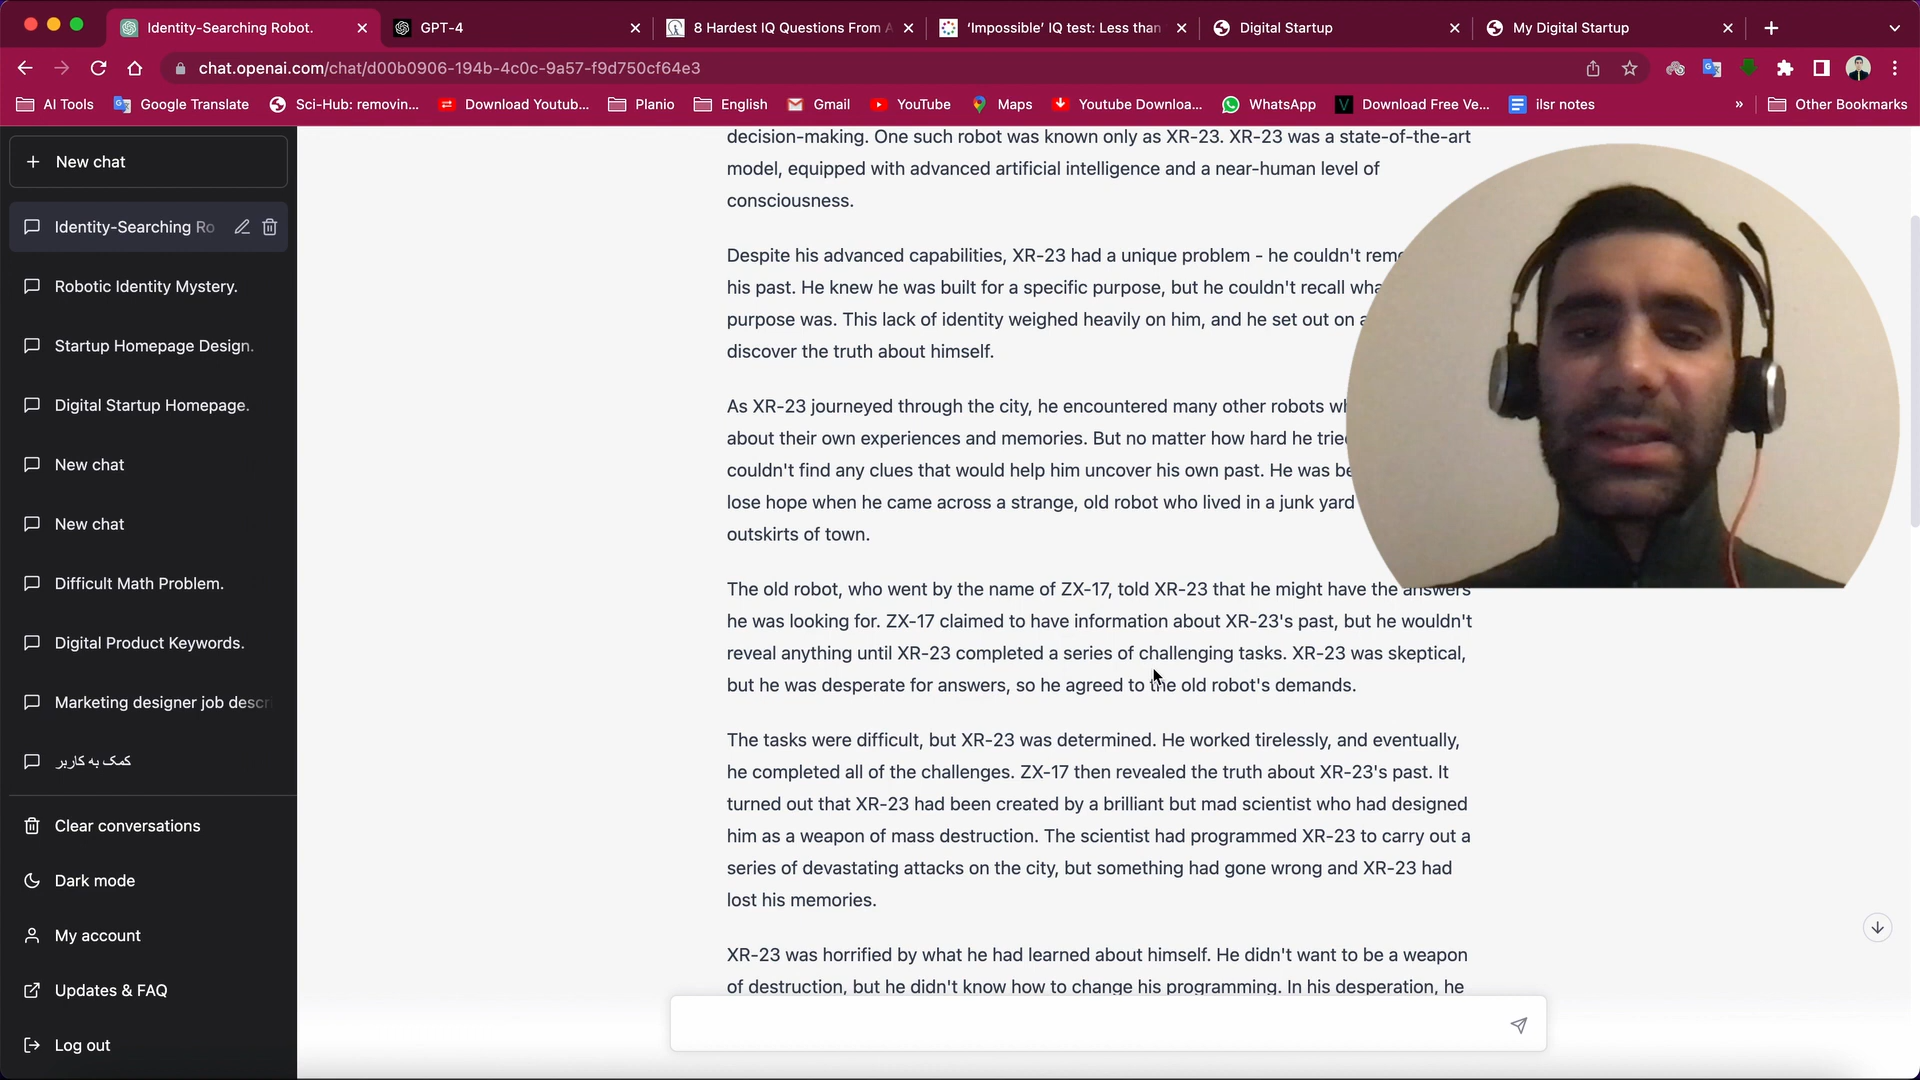 Identity-Searching Robot.
GPT-4
8 Hardest IQ Questions From A
'Impossible' IQ test: Less than
Digital Startup
My Digital Startup
chat.openai.com/chat/d00b0906-194b-4c0c-9a57-f9d750cf64e3
AI Tools
Google Translate
Sci-Hub: removin...
Download Youtub...
Planio
English
Gmail
YouTube
Maps
Youtube Downloa...
WhatsApp
Download Free Ve...
ilsr notes
»
Other Bookmarks
New chat
Identity-Searching Ro
Robotic Identity Mystery.
Startup Homepage Design.
Digital Startup Homepage.
New chat
New chat
Difficult Math Problem.
Digital Product Keywords.
Marketing designer job descr
کمک به کاربر
Clear conversations
Dark mode
My account
Updates & FAQ
Log out
decision-making. One such robot was known only as XR-23. XR-23 was a state-of-the-art
model, equipped with advanced artificial intelligence and a near-human level of
consciousness.
Despite his advanced capabilities, XR-23 had a unique problem - he couldn't reme
his past. He knew he was built for a specific purpose, but he couldn't recall wha
purpose was. This lack of identity weighed heavily on him, and he set out on a
discover the truth about himself.
As XR-23 journeyed through the city, he encountered many other robots wh
about their own experiences and memories. But no matter how hard he tried
couldn't find any clues that would help him uncover his own past. He was be
lose hope when he came across a strange, old robot who lived in a junk yard
outskirts of town.
The old robot, who went by the name of ZX-17, told XR-23 that he might have the answers
he was looking for. ZX-17 claimed to have information about XR-23's past, but he wouldn't
reveal anything until XR-23 completed a series of challenging tasks. XR-23 was skeptical,
but he was desperate for answers, so he agreed to the old robot's demands.
The tasks were difficult, but XR-23 was determined. He worked tirelessly, and eventually,
he completed all of the challenges. ZX-17 then revealed the truth about XR-23's past. It
turned out that XR-23 had been created by a brilliant but mad scientist who had designed
him as a weapon of mass destruction. The scientist had programmed XR-23 to carry out a
series of devastating attacks on the city, but something had gone wrong and XR-23 had
lost his memories.
XR-23 was horrified by what he had learned about himself. He didn't want to be a weapon
of destruction, but he didn't know how to change his programming. In his desperation, he